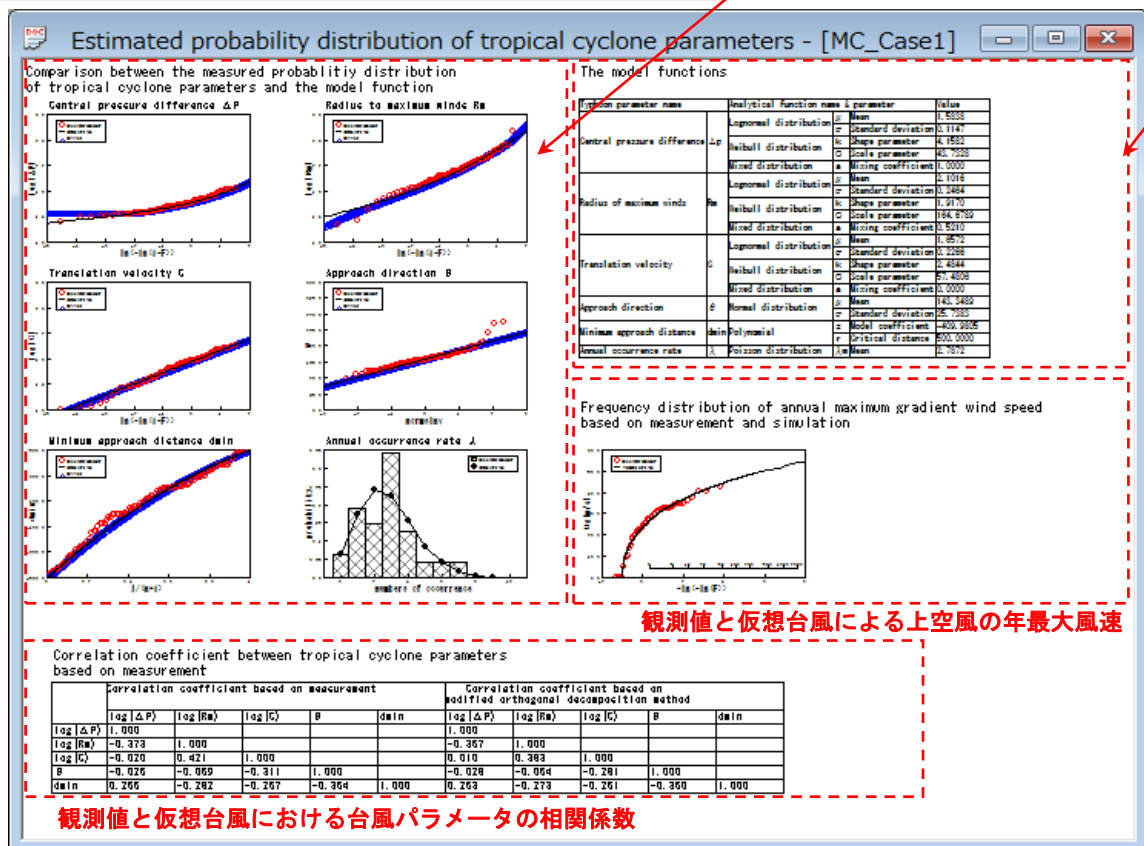 Estimated probability distribution of tropical cyclone parameters - [MC_Case1]
Comparison between the measured probablitiy distribution
of tropical cyclone parameters and the model function
Central pressure difference ΔP
Radius to maximum winds Rm
ln(-ln(1-F))
Translation velocity C
Approach direction θ
ln(-ln(1-F))
Minimum approach distance dmin
Annual occurrence rate λ
probability
numbers of occurrence
The model functions
Typhoon parameter name Analytical function name & parameter Value
Central pressure difference Δp Lognormal distribution μ Mean 1.5838
σ Standard deviation 0.1147
Weibull distribution k Shape parameter 4.1582
C Scale parameter 43.7328
Mixed distribution a Mixing coefficient 1.0000
Radius of maximum winds Rm Lognormal distribution μ Mean 2.1016
σ Standard deviation 0.2464
Weibull distribution k Shape parameter 1.9170
C Scale parameter 164.6789
Mixed distribution a Mixing coefficient 0.5210
Translation velocity C Lognormal distribution μ Mean 1.6572
σ Standard deviation 0.2266
Weibull distribution k Shape parameter 2.4844
C Scale parameter 57.4806
Mixed distribution a Mixing coefficient 0.0000
Approach direction θ Normal distribution μ Mean 143.3489
σ Standard deviation 25.7383
Minimum approach distance dmin Polynomial z Model coefficient -409.9805
r Critical distance 500.0000
Annual occurrence rate λ Poisson distribution λm Mean 2.7872
Frequency distribution of annual maximum gradient wind speed
based on measurement and simulation
-ln(-ln(F))
観測値と仮想台風による上空風の年最大風速
Correlation coefficient between tropical cyclone parameters
based on measurement
Correlation coefficient based on measurement
Correlation coefficient based on
modified orthogonal decomposition method
log(ΔP) log(Rm) log(C) θ dmin log(ΔP) log(Rm) log(C) θ dmin
log(ΔP) 1.000 1.000
log(Rm) -0.373 1.000 -0.367 1.000
log(C) -0.020 0.421 1.000 0.010 0.383 1.000
θ -0.026 -0.069 -0.311 1.000 -0.028 -0.064 -0.281 1.000
dmin 0.266 -0.282 -0.267 -0.364 1.000 0.263 -0.273 -0.261 -0.360 1.000
観測値と仮想台風における台風パラメータの相関係数